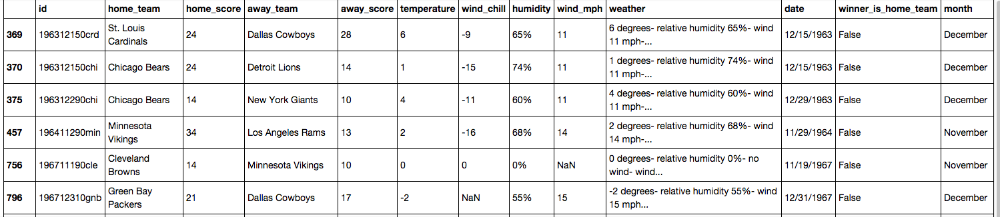 id home_team home_score away_team away_score temperature wind_chill humidity wind_mph weather date winner_is_home_team month
369 196312150crd St. Louis Cardinals 24 Dallas Cowboys 28 6 -9 65% 11 6 degrees- relative humidity 65%- wind 11 mph-... 12/15/1963 False December
370 196312150chi Chicago Bears 24 Detroit Lions 14 1 -15 74% 11 1 degrees- relative humidity 74%- wind 11 mph-... 12/15/1963 False December
375 196312290chi Chicago Bears 14 New York Giants 10 4 -11 60% 11 4 degrees- relative humidity 60%- wind 11 mph-... 12/29/1963 False December
457 196411290min Minnesota Vikings 34 Los Angeles Rams 13 2 -16 68% 14 2 degrees- relative humidity 68%- wind 14 mph-... 11/29/1964 False November
756 196711190cle Cleveland Browns 14 Minnesota Vikings 10 0 0 0% NaN 0 degrees- relative humidity 0%- no wind- wind... 11/19/1967 False November
796 196712310gnb Green Bay Packers 21 Dallas Cowboys 17 -2 NaN 55% 15 -2 degrees- relative humidity 55%- wind 15 mph-... 12/31/1967 False December